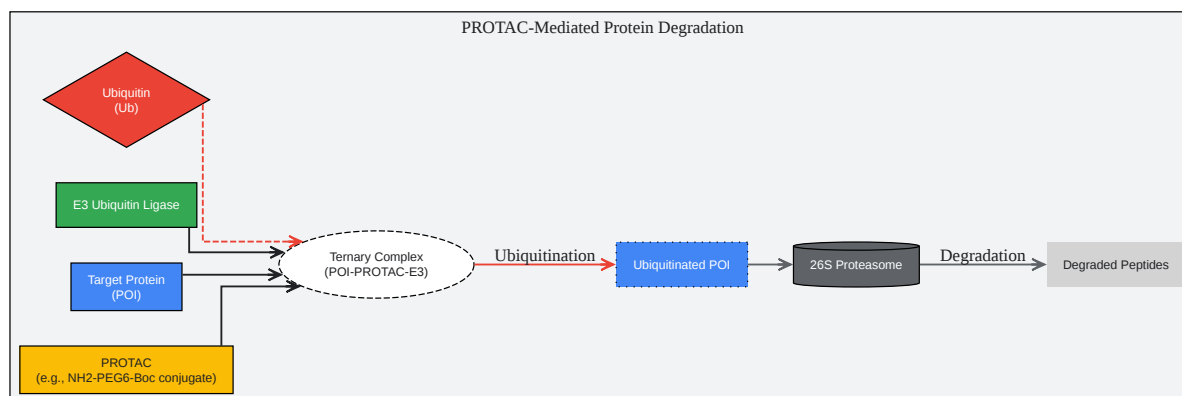 PROTAC-Mediated Protein Degradation
Ubiquitin
(Ub)
E3 Ubiquitin Ligase
Target Protein
(POI)
PROTAC
(e.g., NH2-PEG6-Boc conjugate)
Ternary Complex
(POI-PROTAC-E3)
Ubiquitination
Ubiquitinated POI
26S Proteasome
Degradation
Degraded Peptides